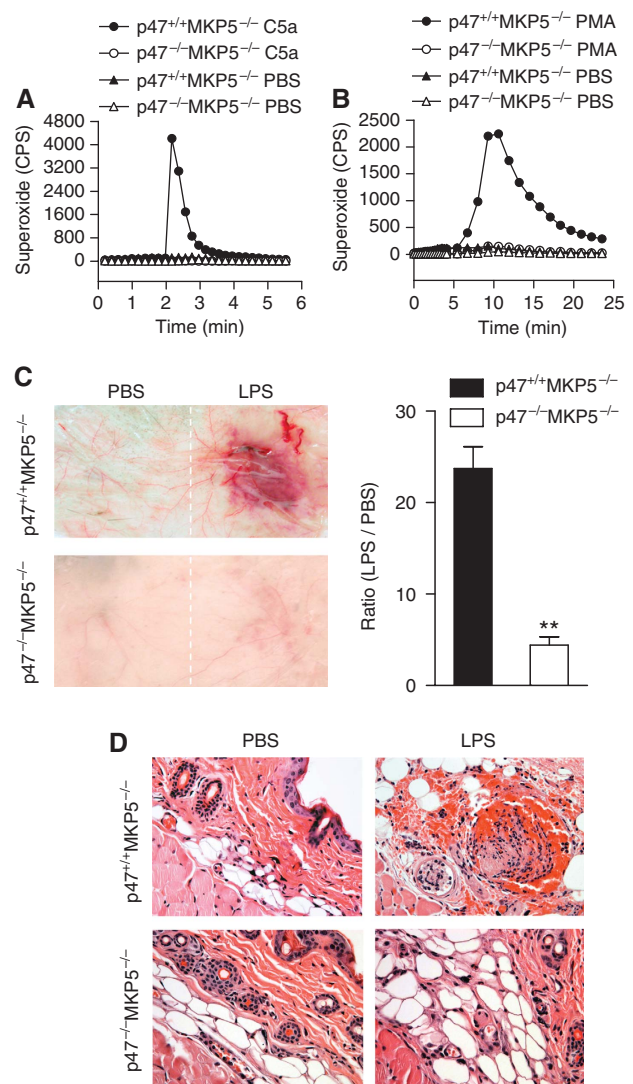 p47+/+MKP5−/− C5a
p47−/−MKP5−/− C5a
p47+/+MKP5−/− PBS
p47−/−MKP5−/− PBS
A
4800
4000
3200
2400
1600
800
0
Superoxide (CPS)
0 1 2 3 4 5 6
Time (min)
p47+/+MKP5−/− PMA
p47−/−MKP5−/− PMA
p47+/+MKP5−/− PBS
p47−/−MKP5−/− PBS
B
2500
2000
1500
1000
500
0
Superoxide (CPS)
0 5 10 15 20 25
Time (min)
C
PBS LPS
p47+/+MKP5−/−
p47−/−MKP5−/−
p47+/+MKP5−/−
p47−/−MKP5−/−
30
20
10
0
Ratio (LPS / PBS)
**
D
PBS LPS
p47+/+MKP5−/−
p47−/−MKP5−/−